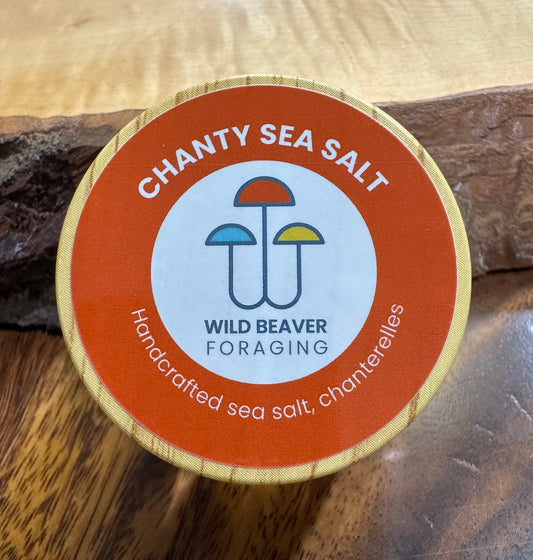 CHANTY SEA SALT
WILD BEAVER
FORAGING
Handcrafted sea salt, chanterelles